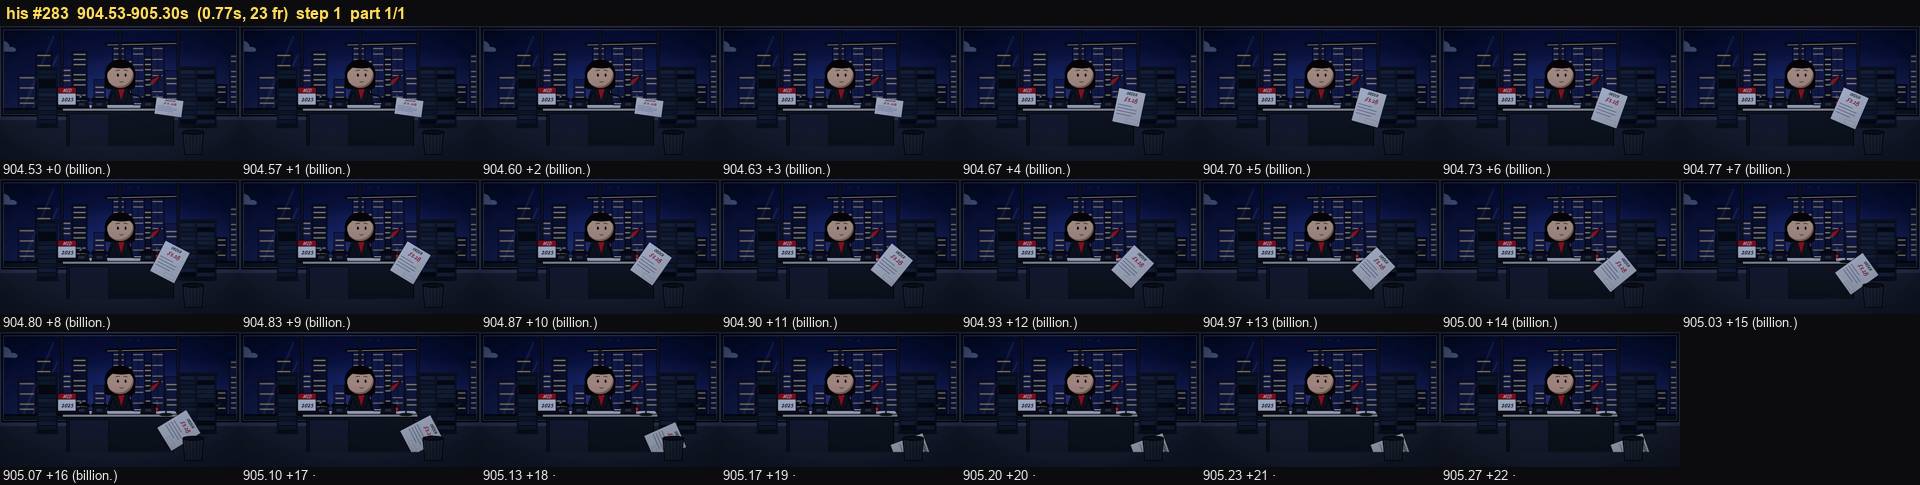 his #283  904.53-905.30s  (0.77s, 23 fr)  step 1  part 1/1
904.53 +0 (billion.)
904.57 +1 (billion.)
904.60 +2 (billion.)
904.63 +3 (billion.)
904.67 +4 (billion.)
904.70 +5 (billion.)
904.73 +6 (billion.)
904.77 +7 (billion.)
904.80 +8 (billion.)
904.83 +9 (billion.)
904.87 +10 (billion.)
904.90 +11 (billion.)
904.93 +12 (billion.)
904.97 +13 (billion.)
905.00 +14 (billion.)
905.03 +15 (billion.)
905.07 +16 (billion.)
905.10 +17 ·
905.13 +18 ·
905.17 +19 ·
905.20 +20 ·
905.23 +21 ·
905.27 +22 ·